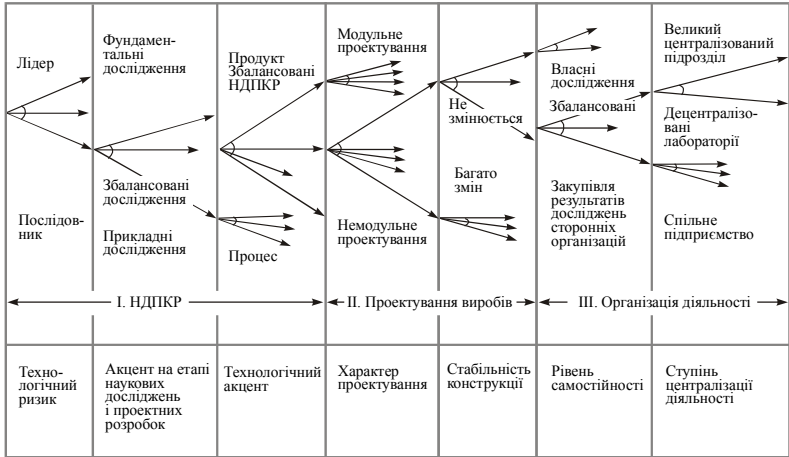 Лідер
Послідов-
ник
Фундамен-
тальні
дослідження
Збалансовані
дослідження
Прикладні
дослідження
Продукт
Збалансовані
НДПКР
Процес
Модульне
проектування
Немодульне
проектування
Не
змінюється
Багато
змін
Власні
дослідження
Збалансовані
Закупівля
результатів
досліджень
сторонніх
організацій
Великий
централізований
підрозділ
Децентралізо-
вані
лабораторії
Спільне
підприємство
I. НДПКР
II. Проектування виробів
III. Організація діяльності
Техно-
логічний
ризик
Акцент на етапі
наукових
досліджень
і проектних
розробок
Технологічний
акцент
Характер
проектування
Стабільність
конструкції
Рівень
самостійності
Ступінь
централізації
діяльності